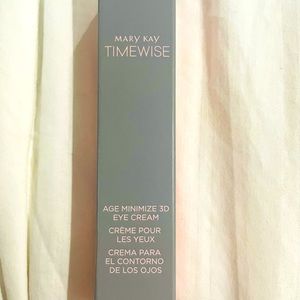 MARY KAY
TIMEWISE
AGE MINIMIZE 3D
EYE CREAM
CRÈME POUR
LES YEUX
CREMA PARA
EL CONTORNO
DE LOS OJOS